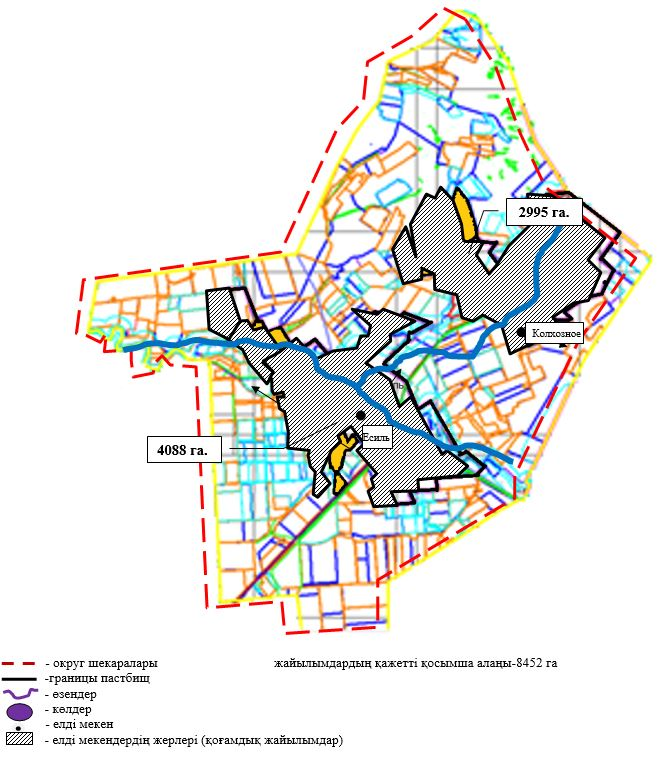 2995 га.
Колхозное
ль
Есиль
4088 га.
- округ шекаралары
жайылымдардың қажетті қосымша алаңы-8452 га
-границы пастбищ
- өзендер
- көлдер
- елді мекен
- елді мекендердің жерлері (қоғамдық жайылымдар)